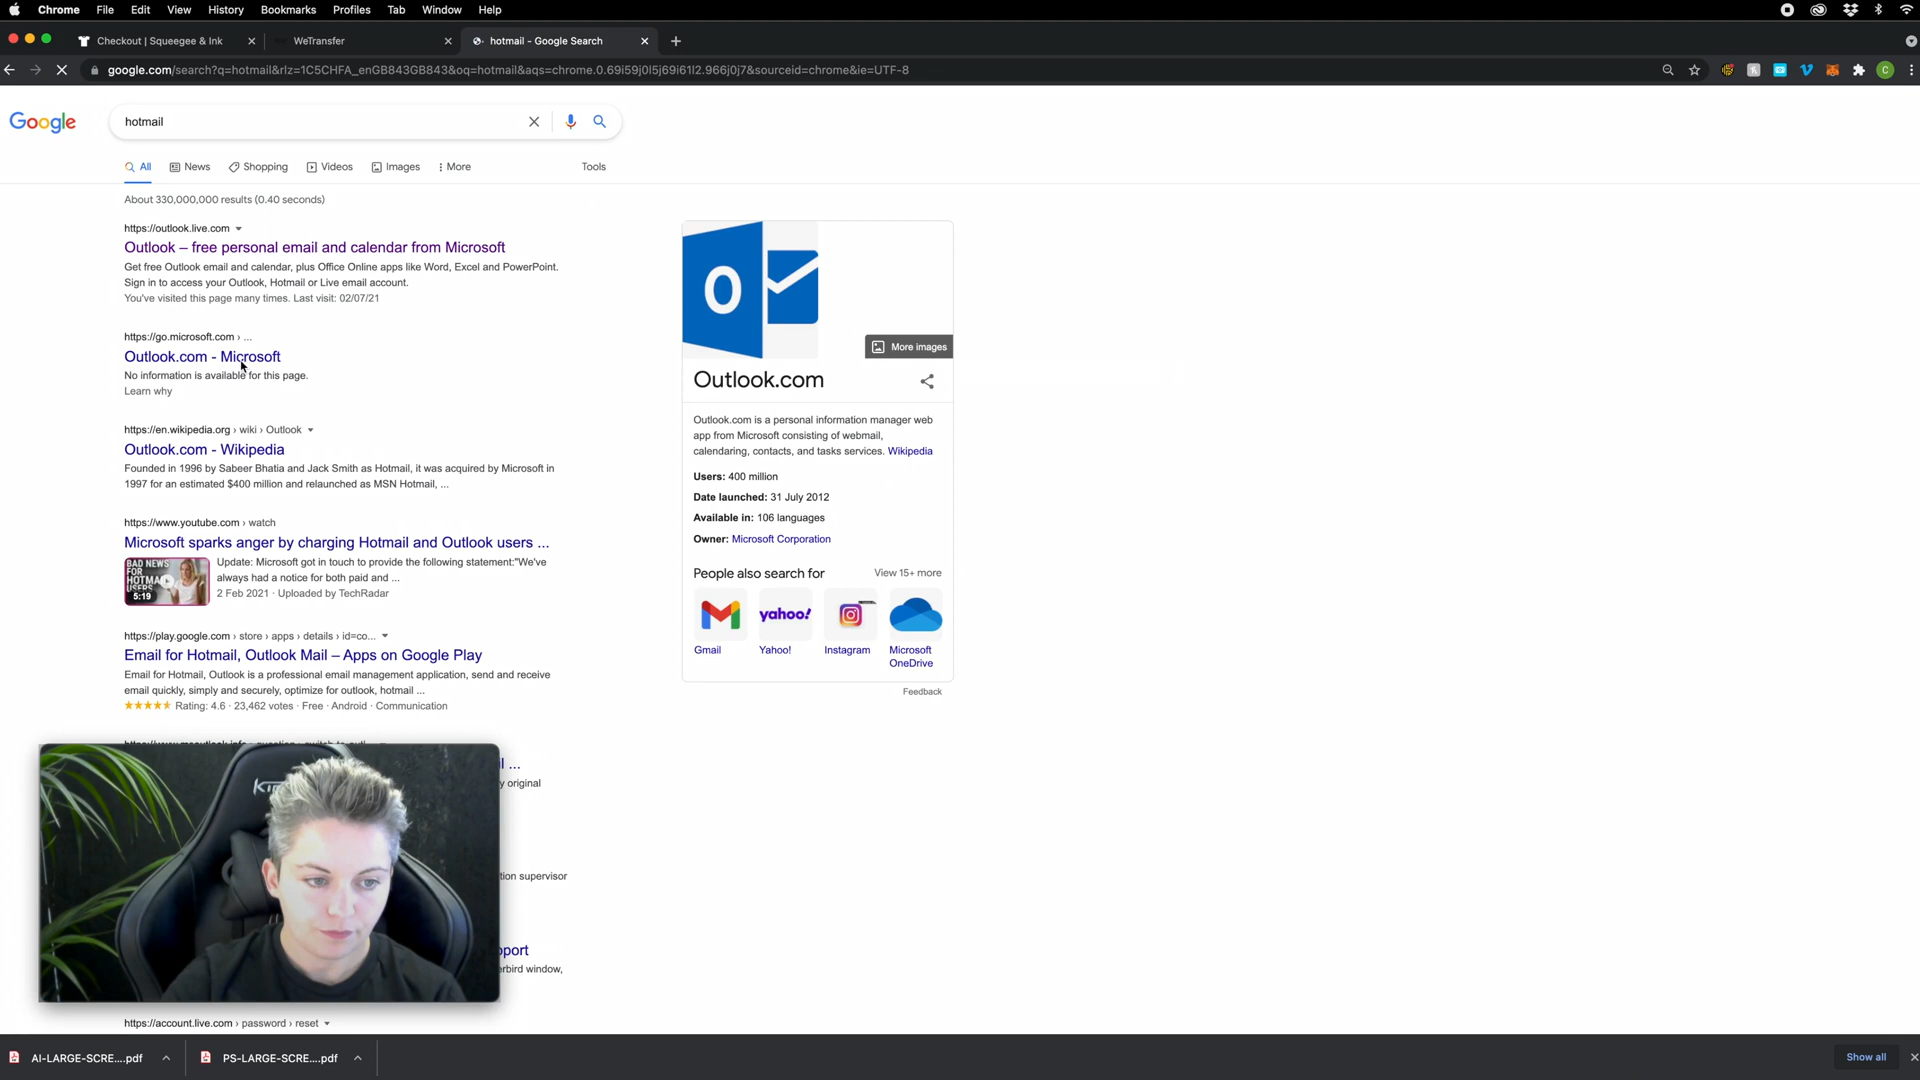 Chrome File Edit View History Bookmarks Profiles Tab Window Help
Checkout | Squeegee & Ink
WeTransfer
hotmail - Google Search
google.com/search?q=hotmail&rlz=1C5CHFA_enGB843GB843&oq=hotmail&aqs=chrome.0.69i59j0l5j69i61l2.966j0j7&sourceid=chrome&ie=UTF-8
C
Google
hotmail
All News Shopping Videos Images More Tools
About 330,000,000 results (0.40 seconds)
https://outlook.live.com
Outlook – free personal email and calendar from Microsoft
Get free Outlook email and calendar, plus Office Online apps like Word, Excel and PowerPoint.
Sign in to access your Outlook, Hotmail or Live email account.
You've visited this page many times. Last visit: 02/07/21
https://go.microsoft.com › ...
Outlook.com - Microsoft
No information is available for this page.
Learn why
https://en.wikipedia.org › wiki › Outlook
Outlook.com - Wikipedia
Founded in 1996 by Sabeer Bhatia and Jack Smith as Hotmail, it was acquired by Microsoft in
1997 for an estimated $400 million and relaunched as MSN Hotmail, ...
https://www.youtube.com › watch
Microsoft sparks anger by charging Hotmail and Outlook users ...
BAD NEWS
FOR
HOTMAIL
USERS
5:19
Update: Microsoft got in touch to provide the following statement:"We've
always had a notice for both paid and ...
2 Feb 2021 · Uploaded by TechRadar
https://play.google.com › store › apps › details › id=co...
Email for Hotmail, Outlook Mail – Apps on Google Play
Email for Hotmail, Outlook is a professional email management application, send and receive
email quickly, simply and securely, optimize for outlook, hotmail ...
Rating: 4.6 · 23,462 votes · Free · Android · Communication
l ...
y original
tion supervisor
pport
erbird window,
https://account.live.com › password › reset
More images
Outlook.com
Outlook.com is a personal information manager web
app from Microsoft consisting of webmail,
calendaring, contacts, and tasks services. Wikipedia
Users: 400 million
Date launched: 31 July 2012
Available in: 106 languages
Owner: Microsoft Corporation
People also search for
View 15+ more
yahoo!
Gmail Yahoo! Instagram Microsoft
OneDrive
Feedback
AI-LARGE-SCRE....pdf
PS-LARGE-SCRE....pdf
Show all